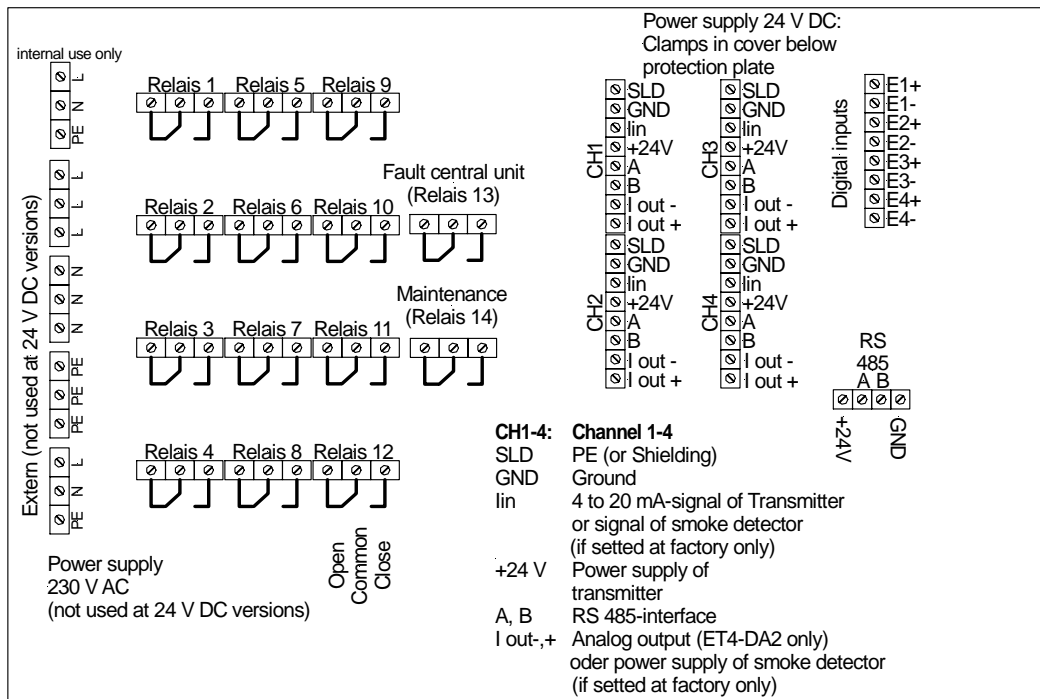 internal use only
L
N
PE
L
L
L
N
N
N
PE
PE
PE
L
N
PE
Extern (not used at 24 V DC versions)
Relais 1 Relais 5 Relais 9
Relais 2 Relais 6 Relais 10
Fault central unit
(Relais 13)
Relais 3 Relais 7 Relais 11
Maintenance
(Relais 14)
Relais 4 Relais 8 Relais 12
Open
Common
Close
Power supply
230 V AC
(not used at 24 V DC versions)
Power supply 24 V DC:
Clamps in cover below
protection plate
CH1
SLD
GND
Iin
+24V
A
B
I out -
I out +
CH2
SLD
GND
Iin
+24V
A
B
I out -
I out +
CH3
SLD
GND
Iin
+24V
A
B
I out -
I out +
CH4
SLD
GND
Iin
+24V
A
B
I out -
I out +
Digital inputs
E1+
E1-
E2+
E2-
E3+
E3-
E4+
E4-
RS
485
A B
+24V
GND
CH1-4: Channel 1-4
SLD PE (or Shielding)
GND Ground
Iin 4 to 20 mA-signal of Transmitter
or signal of smoke detector
(if setted at factory only)
+24 V Power supply of
transmitter
A, B RS 485-interface
I out-,+ Analog output (ET4-DA2 only)
oder power supply of smoke detector
(if setted at factory only)